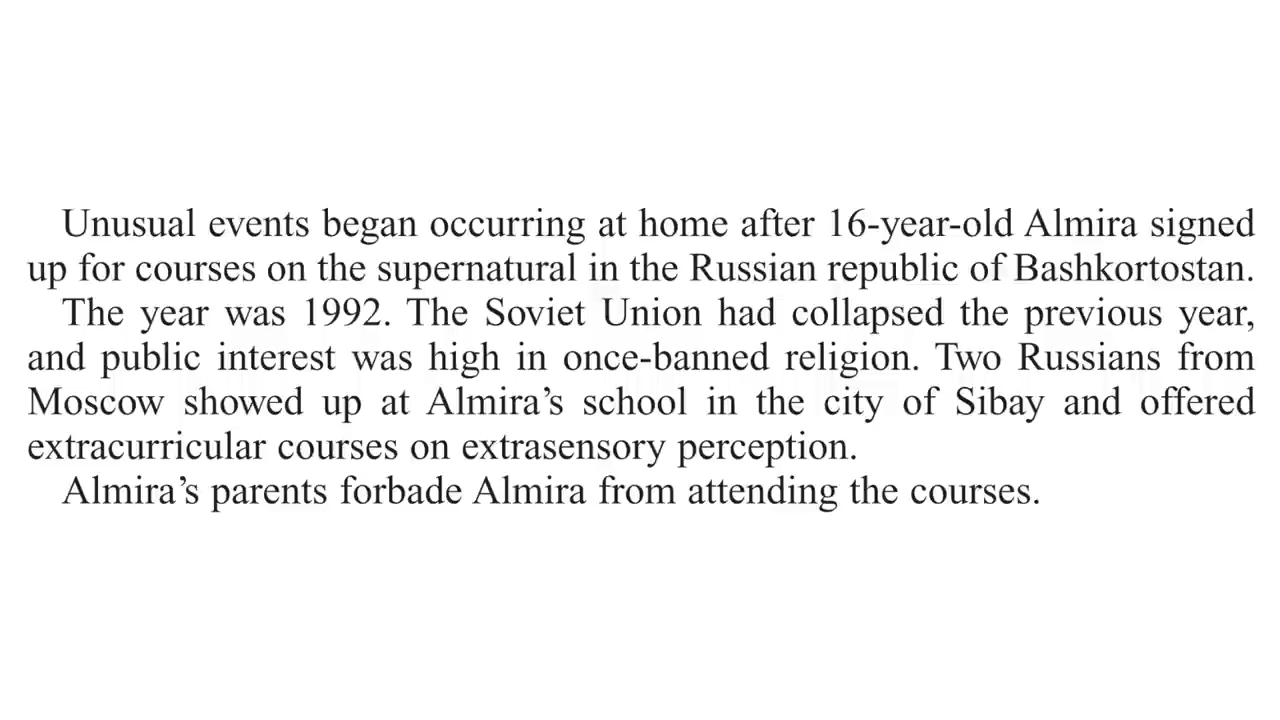 Unusual events began occurring at home after 16-year-old Almira signed
up for courses on the supernatural in the Russian republic of Bashkortostan.
The year was 1992. The Soviet Union had collapsed the previous year,
and public interest was high in once-banned religion. Two Russians from
Moscow showed up at Almira’s school in the city of Sibay and offered
extracurricular courses on extrasensory perception.
Almira’s parents forbade Almira from attending the courses.